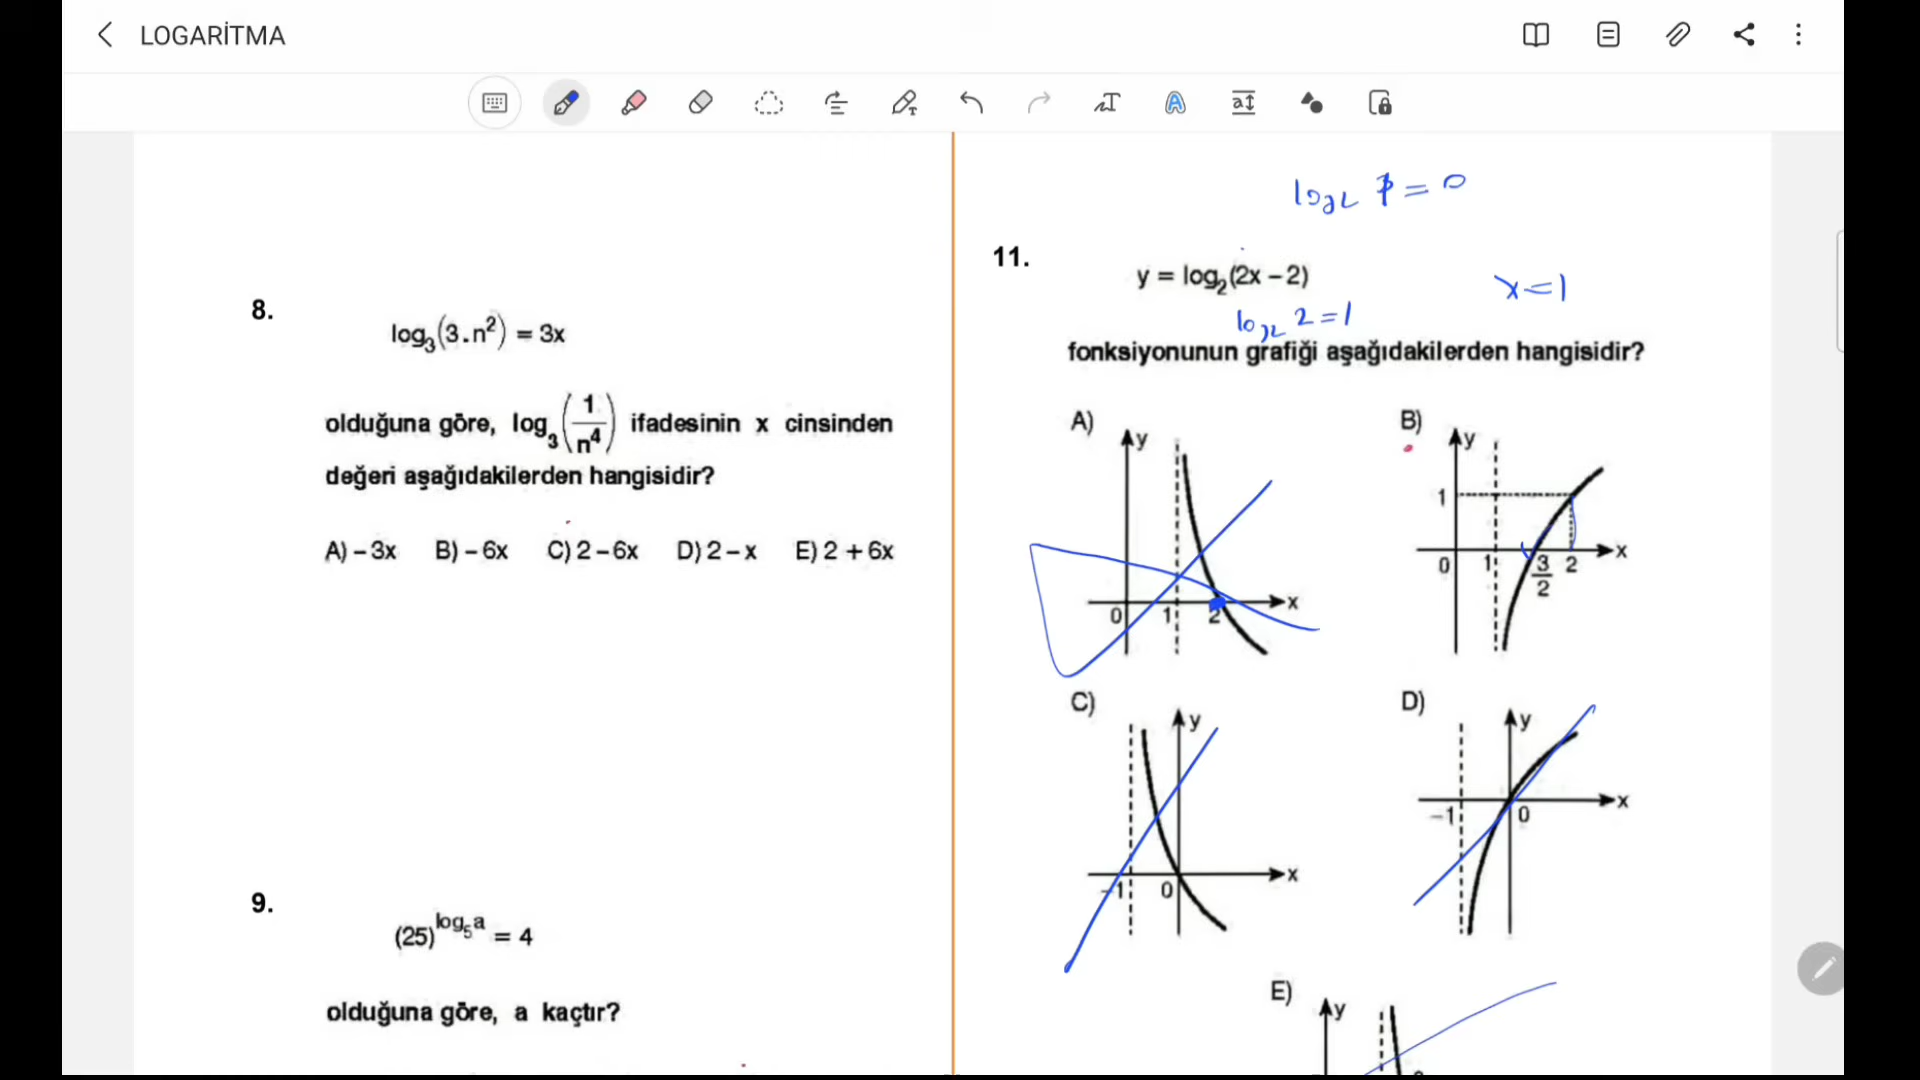 LOGARİTMA
8.
log₃(3.n²) = 3x
olduğuna göre, log₃(1/n⁴) ifadesinin x cinsinden
değeri aşağıdakilerden hangisidir?
A) – 3x B) – 6x C) 2 – 6x D) 2 – x E) 2 + 6x
9.
(25)^log₅a = 4
olduğuna göre, a kaçtır?
log₂ 1 = 0
11.
y = log₂(2x – 2)
x = 1
log₂ 2 = 1
fonksiyonunun grafiği aşağıdakilerden hangisidir?
A)
y
0 1 2 x
B)
y
1
0 1 3/2 2 x
C)
y
–1 0 x
D)
y
–1 0 x
E)
y